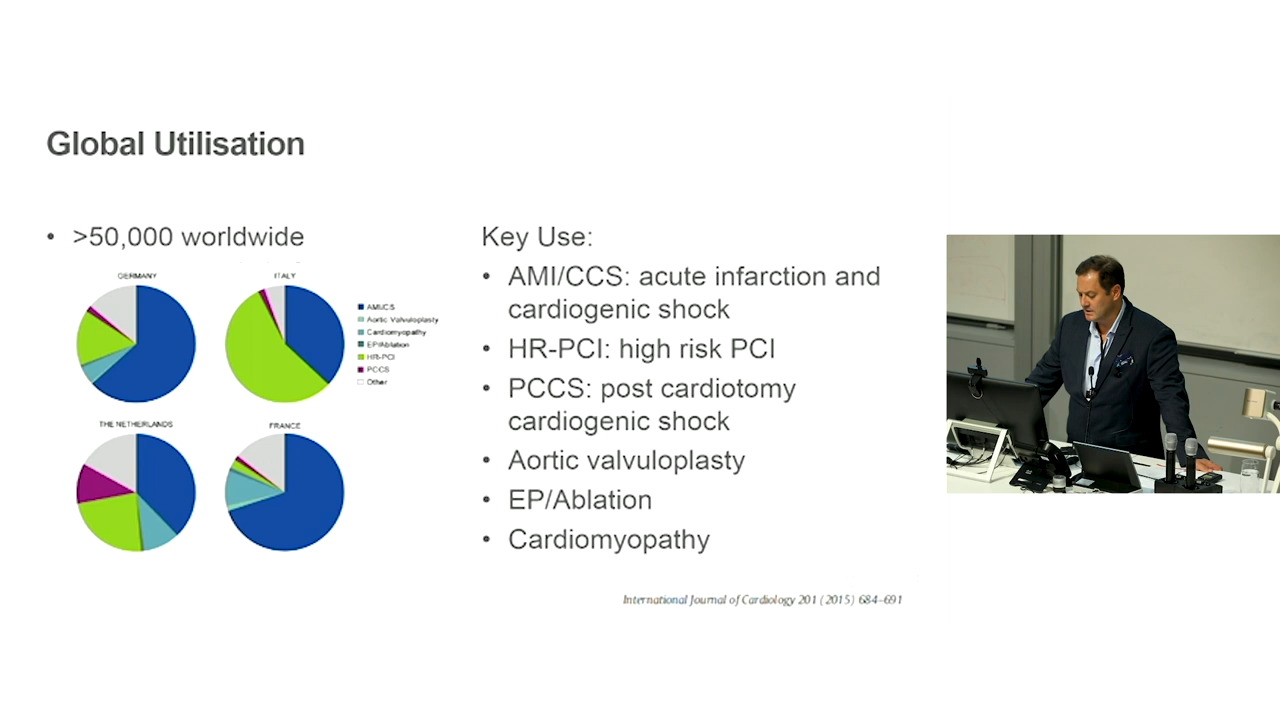 Global Utilisation
• >50,000 worldwide
GERMANY
ITALY
AMI/CS
Aortic Valvuloplasty
Cardiomyopathy
EP/Ablation
HR-PCI
PCCS
Other
THE NETHERLANDS
FRANCE
Key Use:
• AMI/CCS: acute infarction and
cardiogenic shock
• HR-PCI: high risk PCI
• PCCS: post cardiotomy
cardiogenic shock
• Aortic valvuloplasty
• EP/Ablation
• Cardiomyopathy
International Journal of Cardiology 201 (2015) 684–691